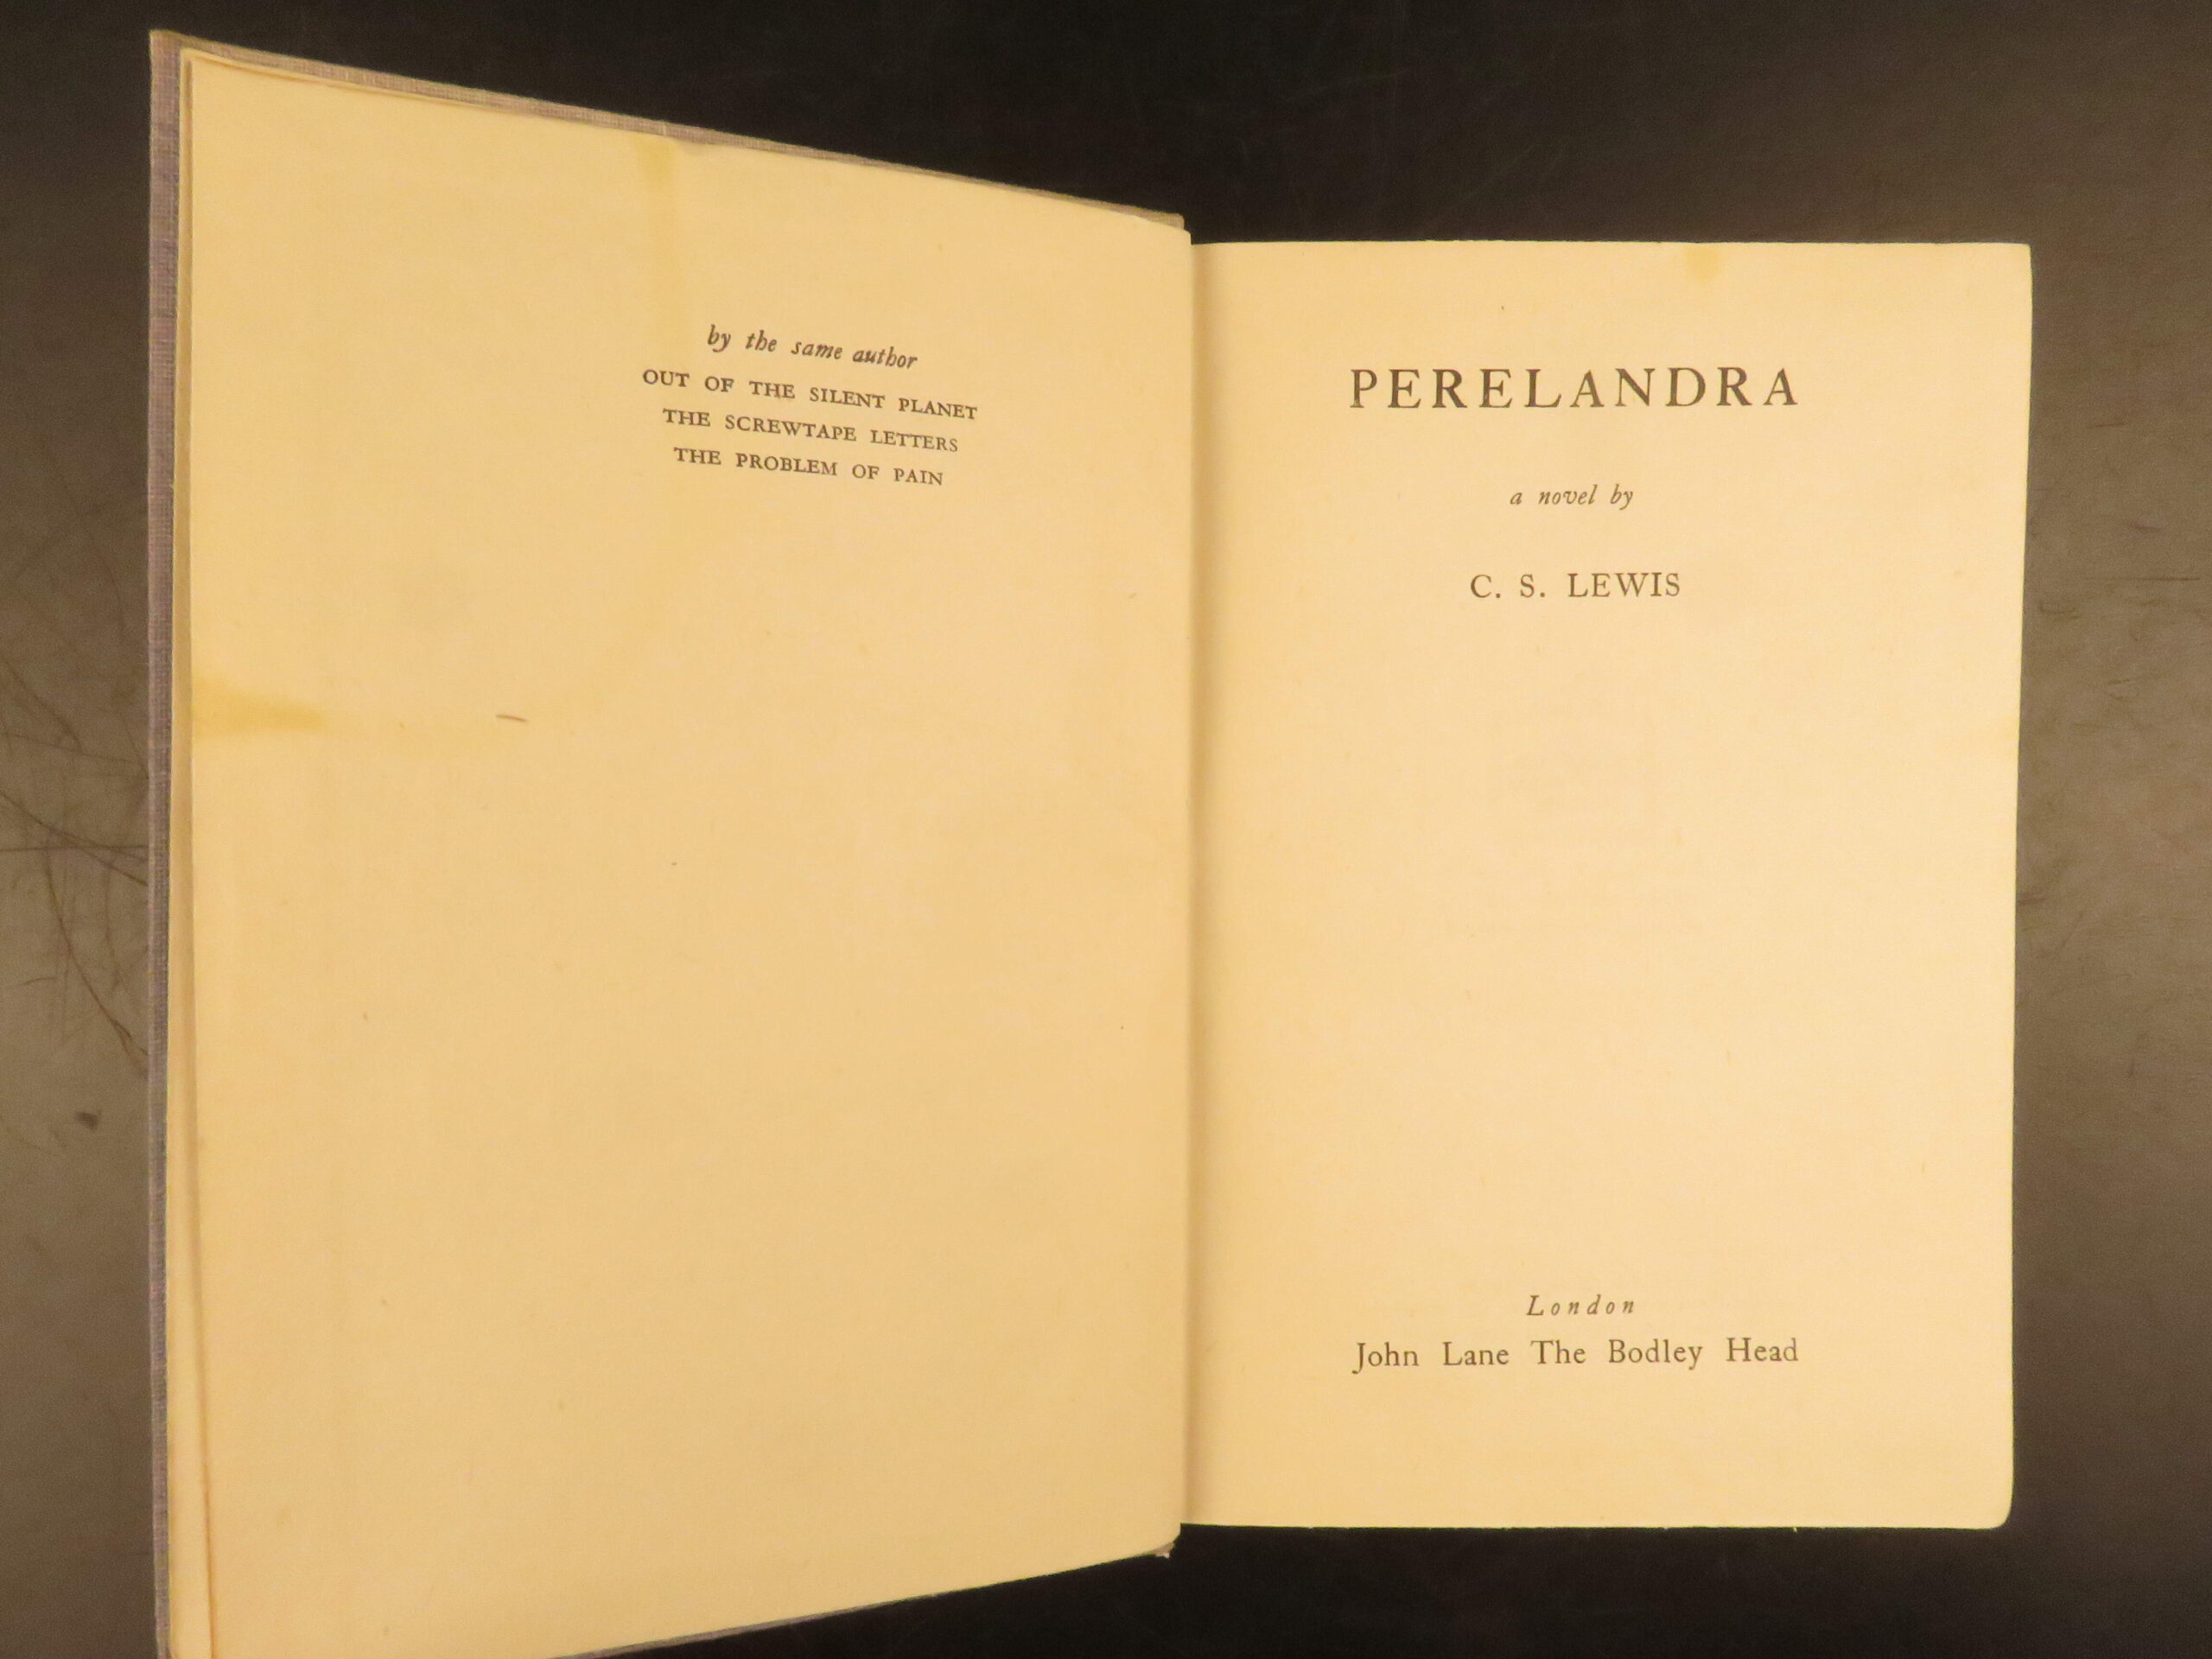 by the same author
OUT OF THE SILENT PLANET
THE SCREWTAPE LETTERS
THE PROBLEM OF PAIN
PERELANDRA
a novel by
C. S. LEWIS
London
John Lane The Bodley Head